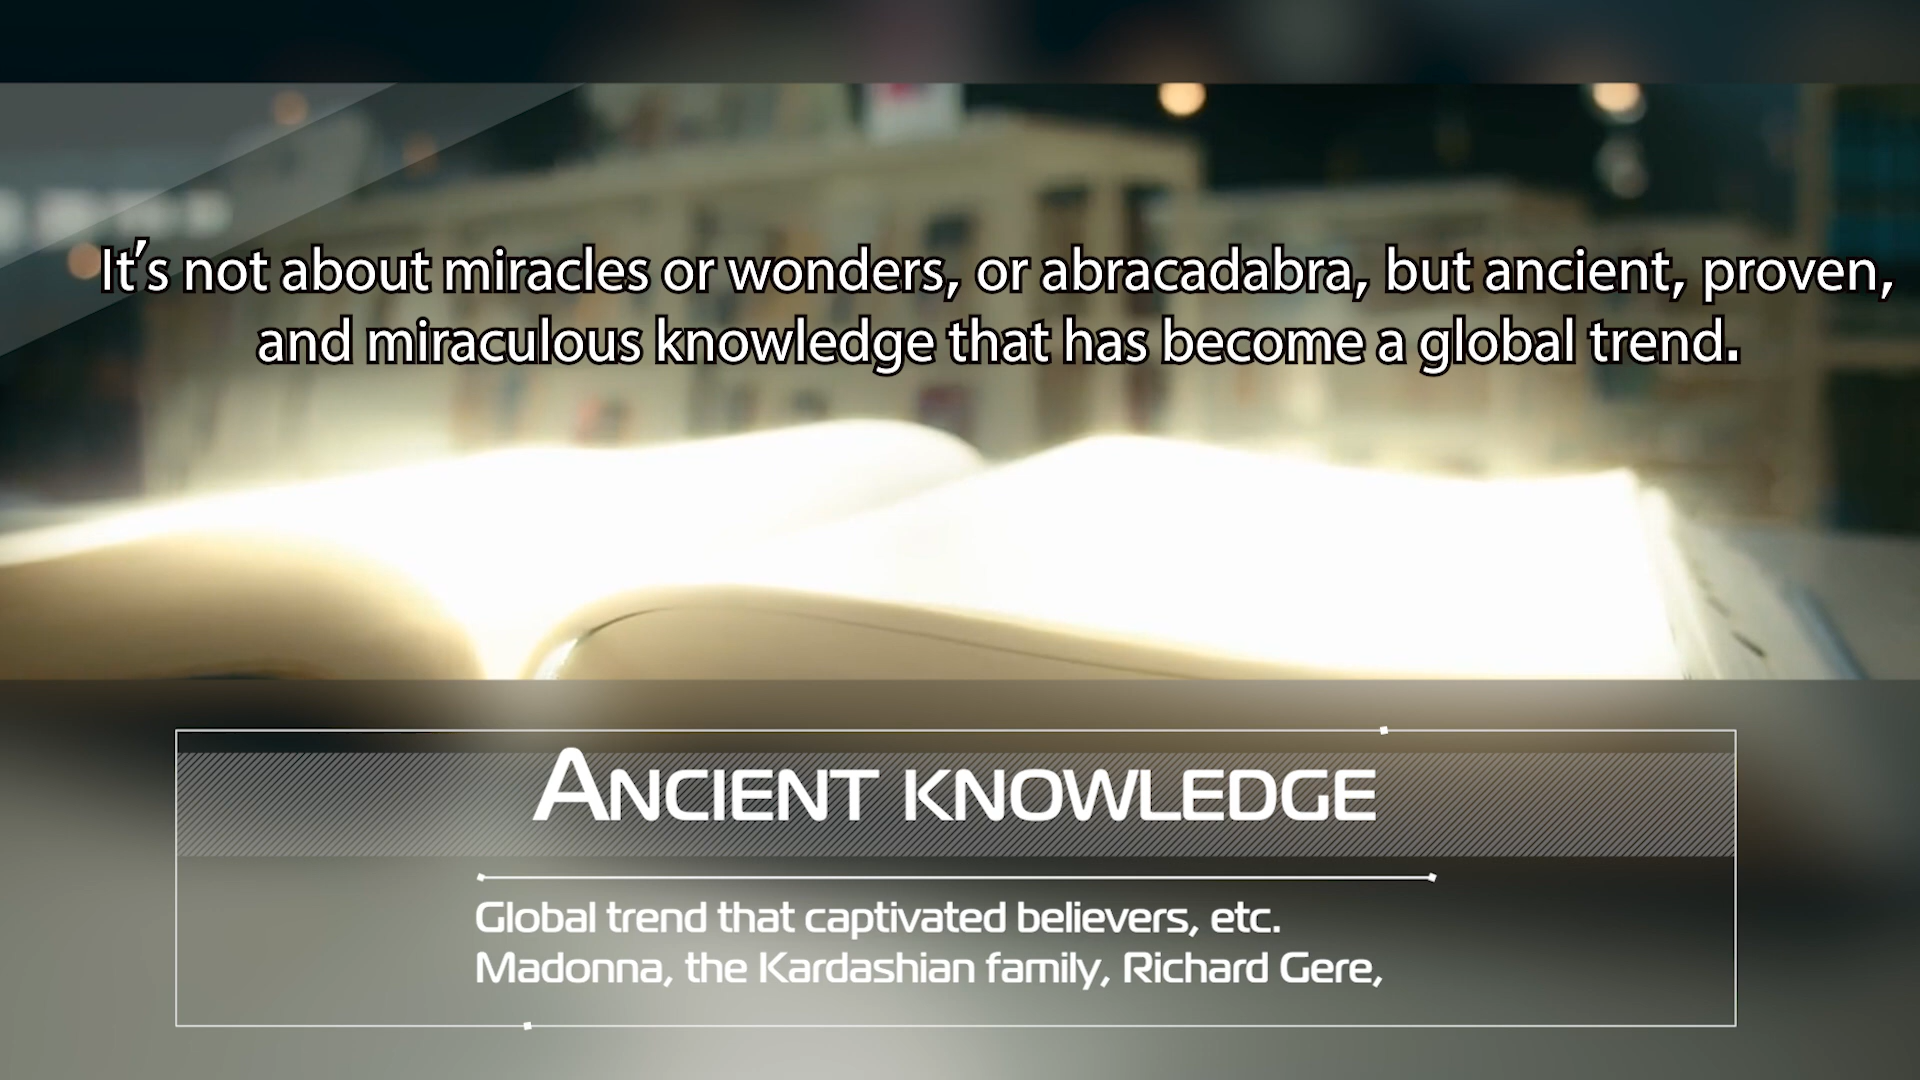 It's not about miracles or wonders, or abracadabra, but ancient, proven,
and miraculous knowledge that has become a global trend.
ANCIENT KNOWLEDGE
Global trend that captivated believers, etc.
Madonna, the Kardashian family, Richard Gere,